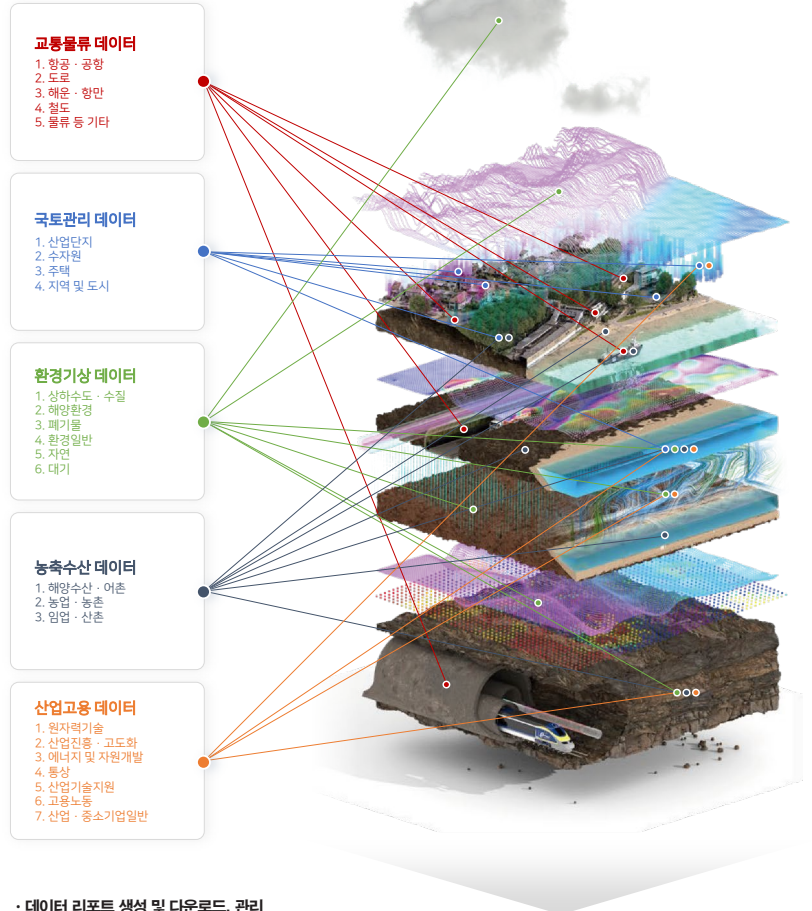 교통물류 데이터
1. 항공 · 공항
2. 도로
3. 해운 · 항만
4. 철도
5. 물류 등 기타
국토관리 데이터
1. 산업단지
2. 수자원
3. 주택
4. 지역 및 도시
환경기상 데이터
1. 상하수도 · 수질
2. 해양환경
3. 폐기물
4. 환경일반
5. 자연
6. 대기
농축수산 데이터
1. 해양수산 · 어촌
2. 농업 · 농촌
3. 임업 · 산촌
산업고용 데이터
1. 원자력기술
2. 산업진흥 · 고도화
3. 에너지 및 자원개발
4. 통상
5. 산업기술지원
6. 고용노동
7. 산업 · 중소기업일반
· 데이터 리포트 생성 및 다운로드, 관리